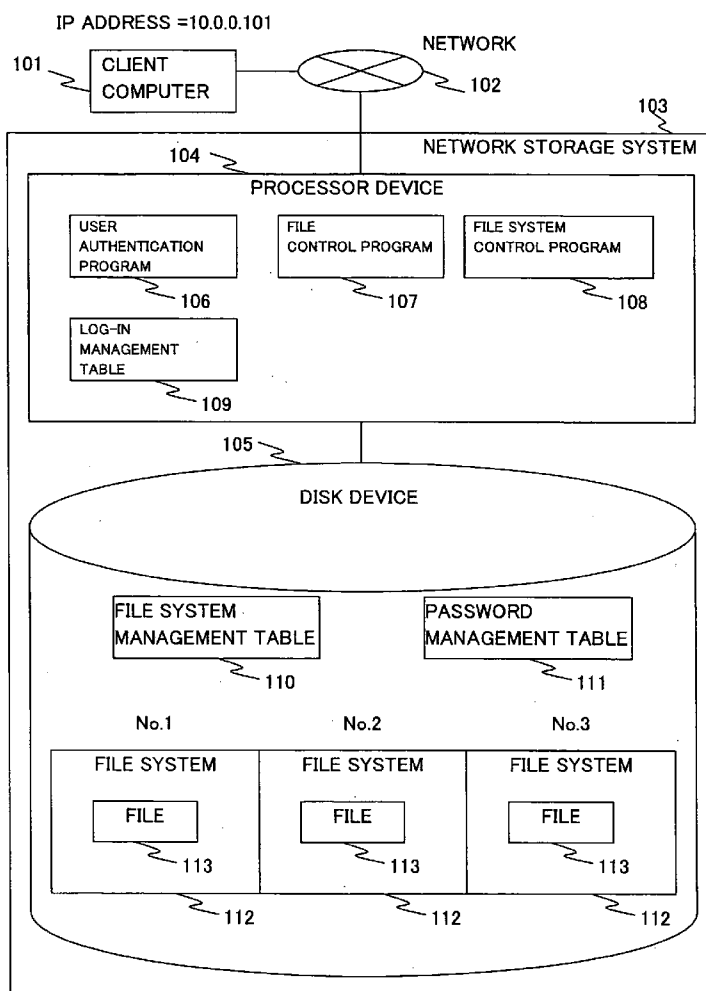 IP ADDRESS =10.0.0.101
101
CLIENT
COMPUTER
NETWORK
102
103
NETWORK STORAGE SYSTEM
104
PROCESSOR DEVICE
USER
AUTHENTICATION
PROGRAM
106
FILE
CONTROL PROGRAM
107
FILE SYSTEM
CONTROL PROGRAM
108
LOG-IN
MANAGEMENT
TABLE
109
105
DISK DEVICE
FILE SYSTEM
MANAGEMENT TABLE
110
PASSWORD
MANAGEMENT TABLE
111
No.1
No.2
No.3
FILE SYSTEM
FILE SYSTEM
FILE SYSTEM
FILE
FILE
FILE
113
113
113
112
112
112